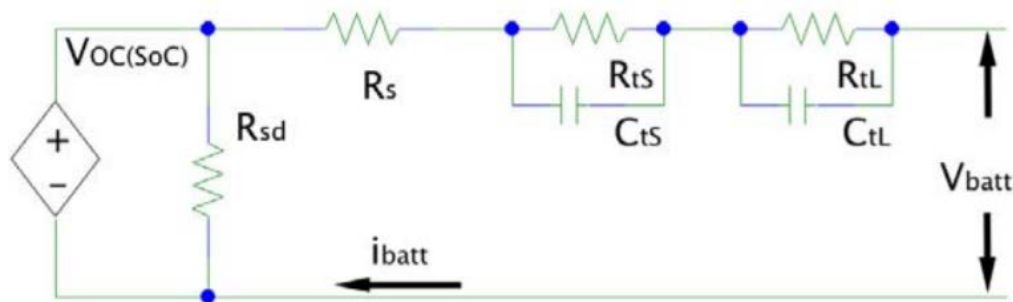 VOC(SoC)
Rs
RtS
RtL
CtS
CtL
Rsd
+
-
Vbatt
ibatt